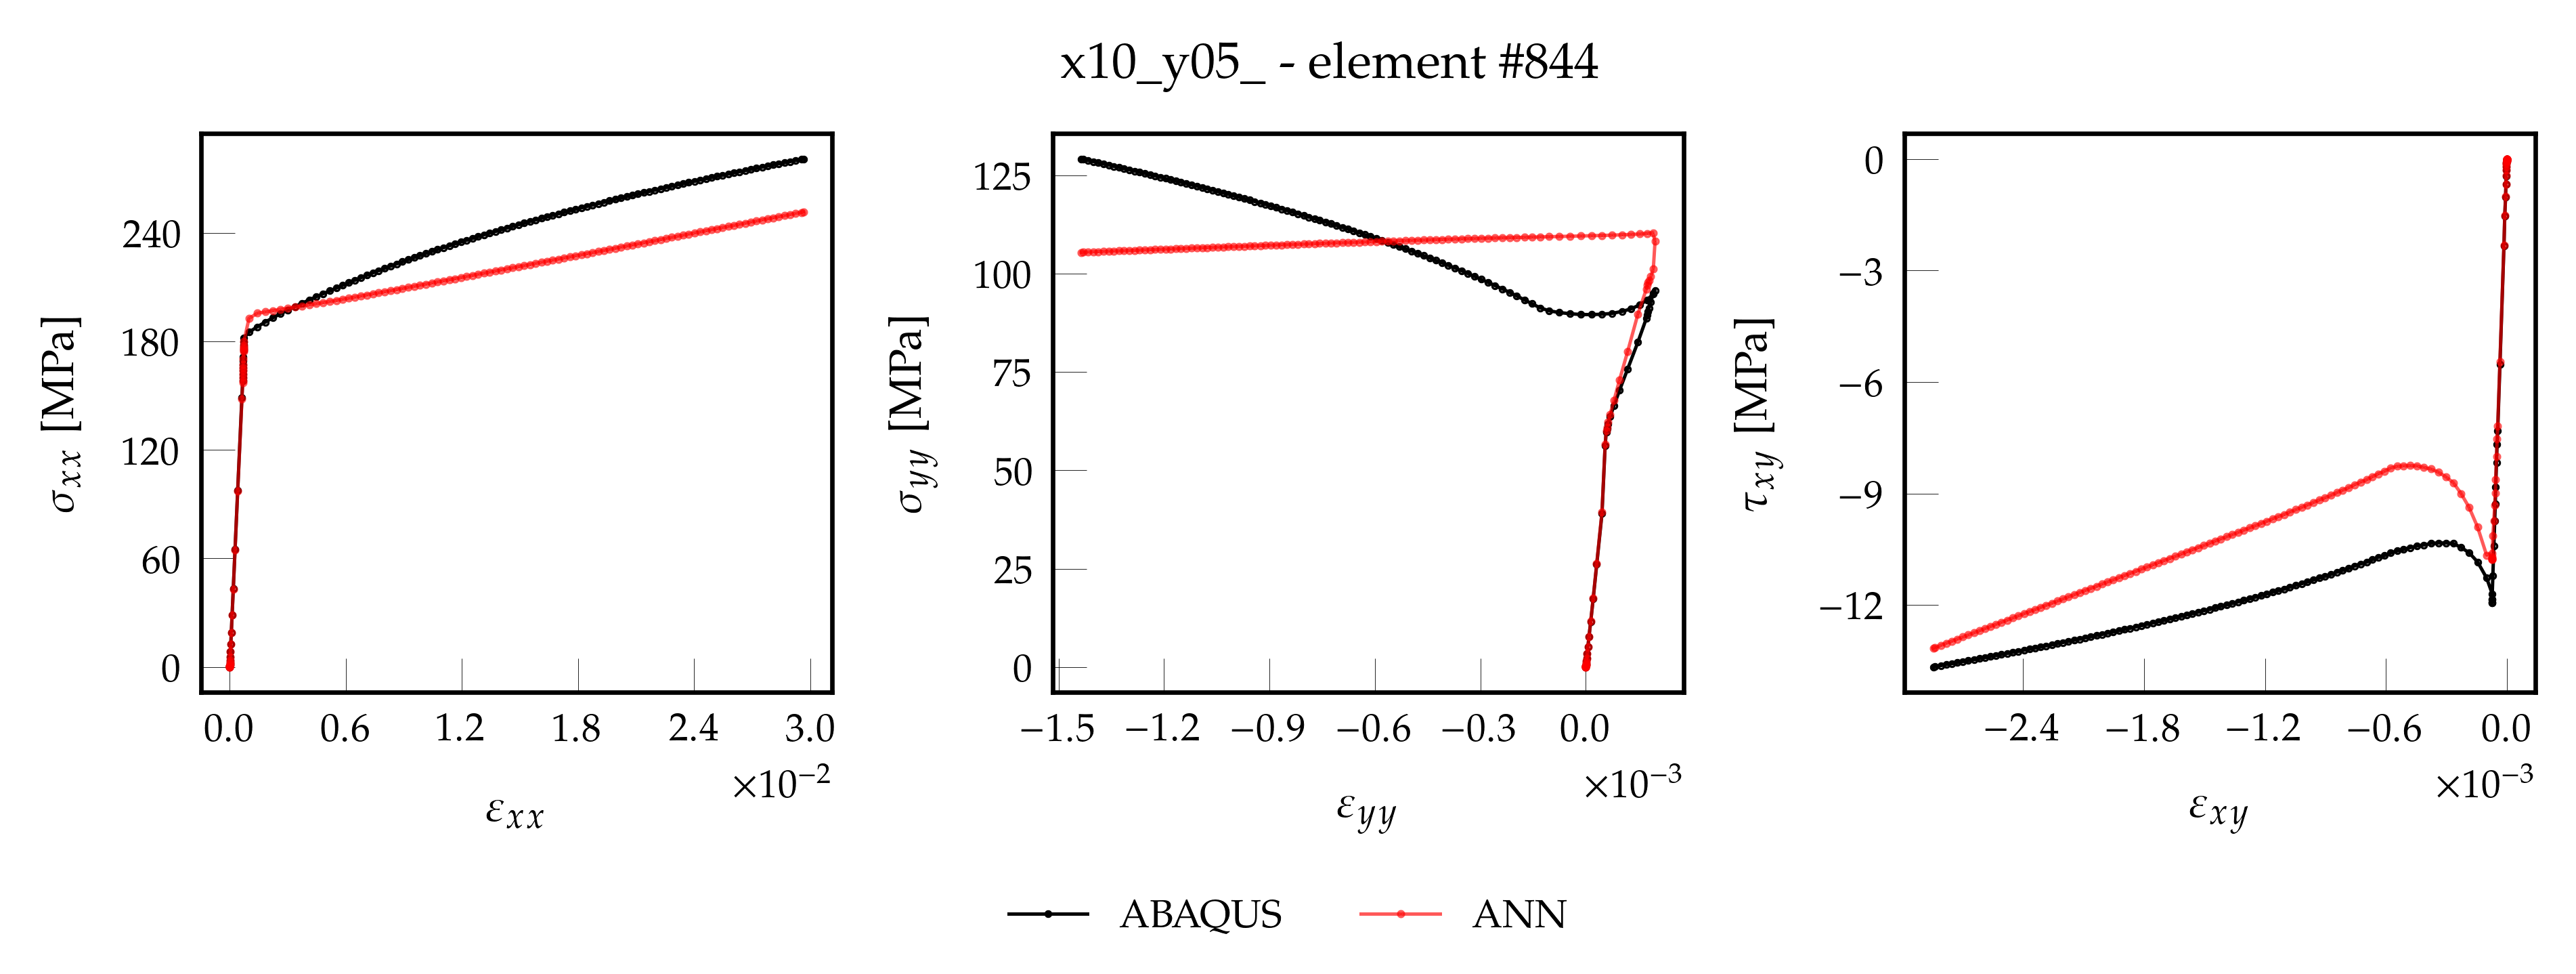 x10_y05_ - element #844
σxx [MPa]
240
180
120
60
0
0.0 0.6 1.2 1.8 2.4 3.0
×10−2
εxx
σyy [MPa]
125
100
75
50
25
0
−1.5 −1.2 −0.9 −0.6 −0.3 0.0
×10−3
εyy
τxy [MPa]
0
−3
−6
−9
−12
−2.4 −1.8 −1.2 −0.6 0.0
×10−3
εxy
ABAQUS ANN